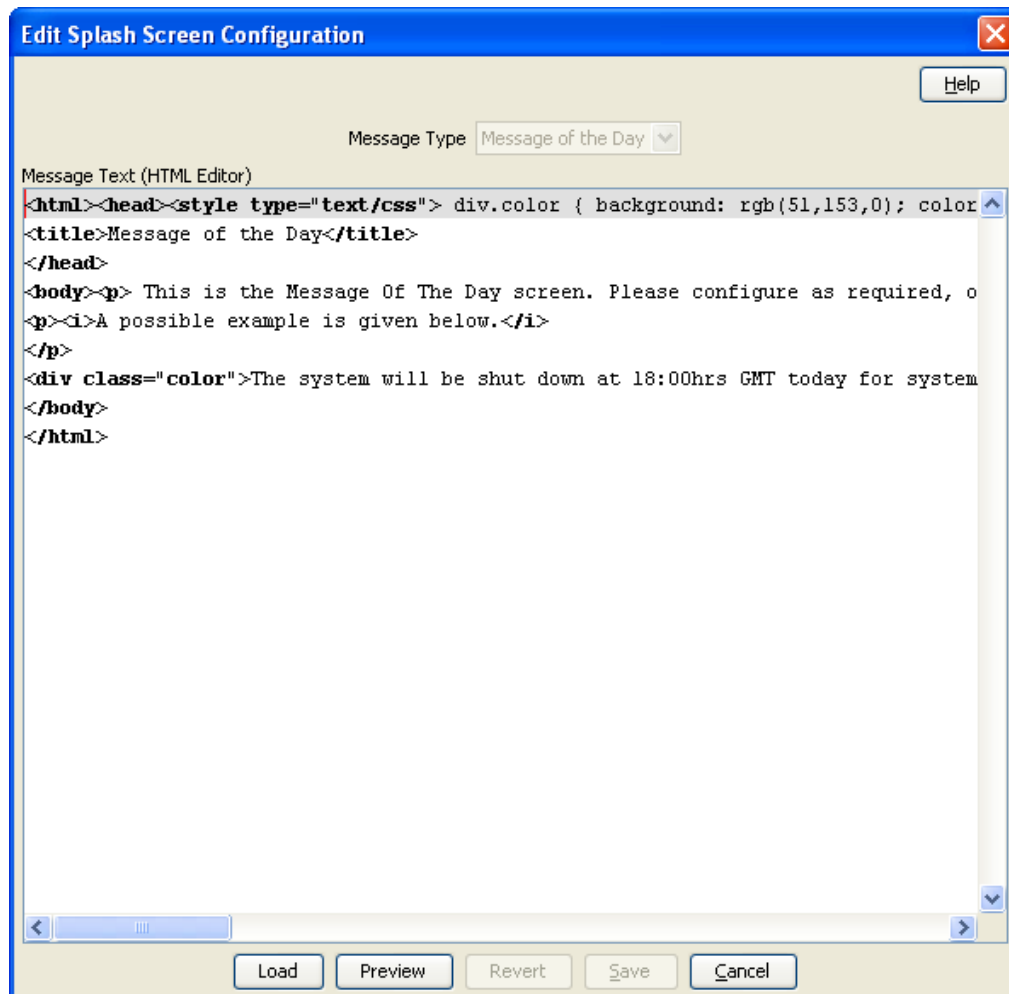 Edit Splash Screen Configuration
Help
Message Type Message of the Day
Message Text (HTML Editor)
<html><head><style type="text/css"> div.color { background: rgb(51,153,0); color
<title>Message of the Day</title>
</head>
<body><p> This is the Message Of The Day screen. Please configure as required, o
<p><i>A possible example is given below.</i>
</p>
<div class="color">The system will be shut down at 18:00hrs GMT today for system
</body>
</html>
Load Preview Revert Save Cancel